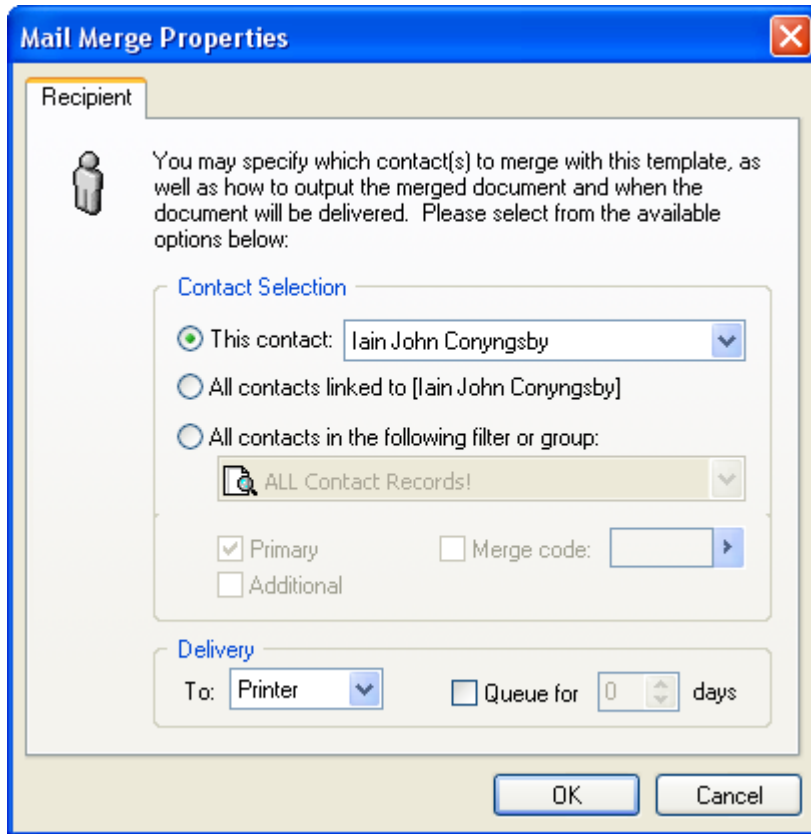 Mail Merge Properties
Recipient
You may specify which contact(s) to merge with this template, as
well as how to output the merged document and when the
document will be delivered.  Please select from the available
options below:
Contact Selection
This contact: Iain John Conyngsby
All contacts linked to [Iain John Conyngsby]
All contacts in the following filter or group:
ALL Contact Records!
Primary Merge code:
Additional
Delivery
To: Printer Queue for 0 days
OK Cancel